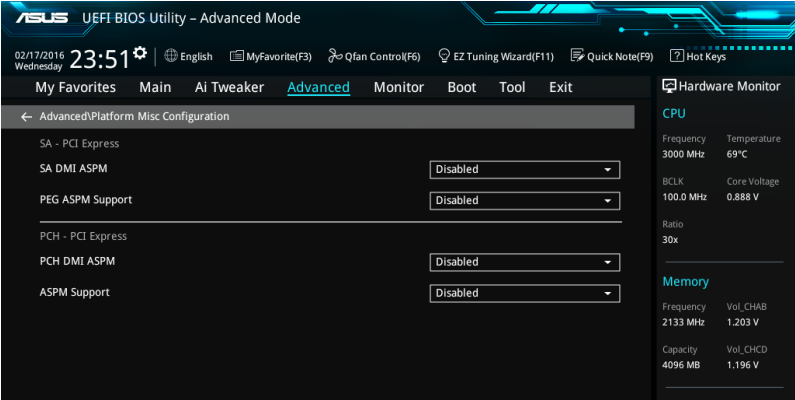 ASUS UEFI BIOS Utility – Advanced Mode
02/17/2016 Wednesday 23:51 English MyFavorite(F3) Qfan Control(F6) EZ Tuning Wizard(F11) Quick Note(F9) ? Hot Keys
My Favorites Main Ai Tweaker Advanced Monitor Boot Tool Exit
Hardware Monitor
← Advanced\Platform Misc Configuration
SA - PCI Express
SA DMI ASPM Disabled
PEG ASPM Support Disabled
PCH - PCI Express
PCH DMI ASPM Disabled
ASPM Support Disabled
CPU
Frequency Temperature
3000 MHz 69°C
BCLK Core Voltage
100.0 MHz 0.888 V
Ratio
30x
Memory
Frequency Vol_CHAB
2133 MHz 1.203 V
Capacity Vol_CHCD
4096 MB 1.196 V